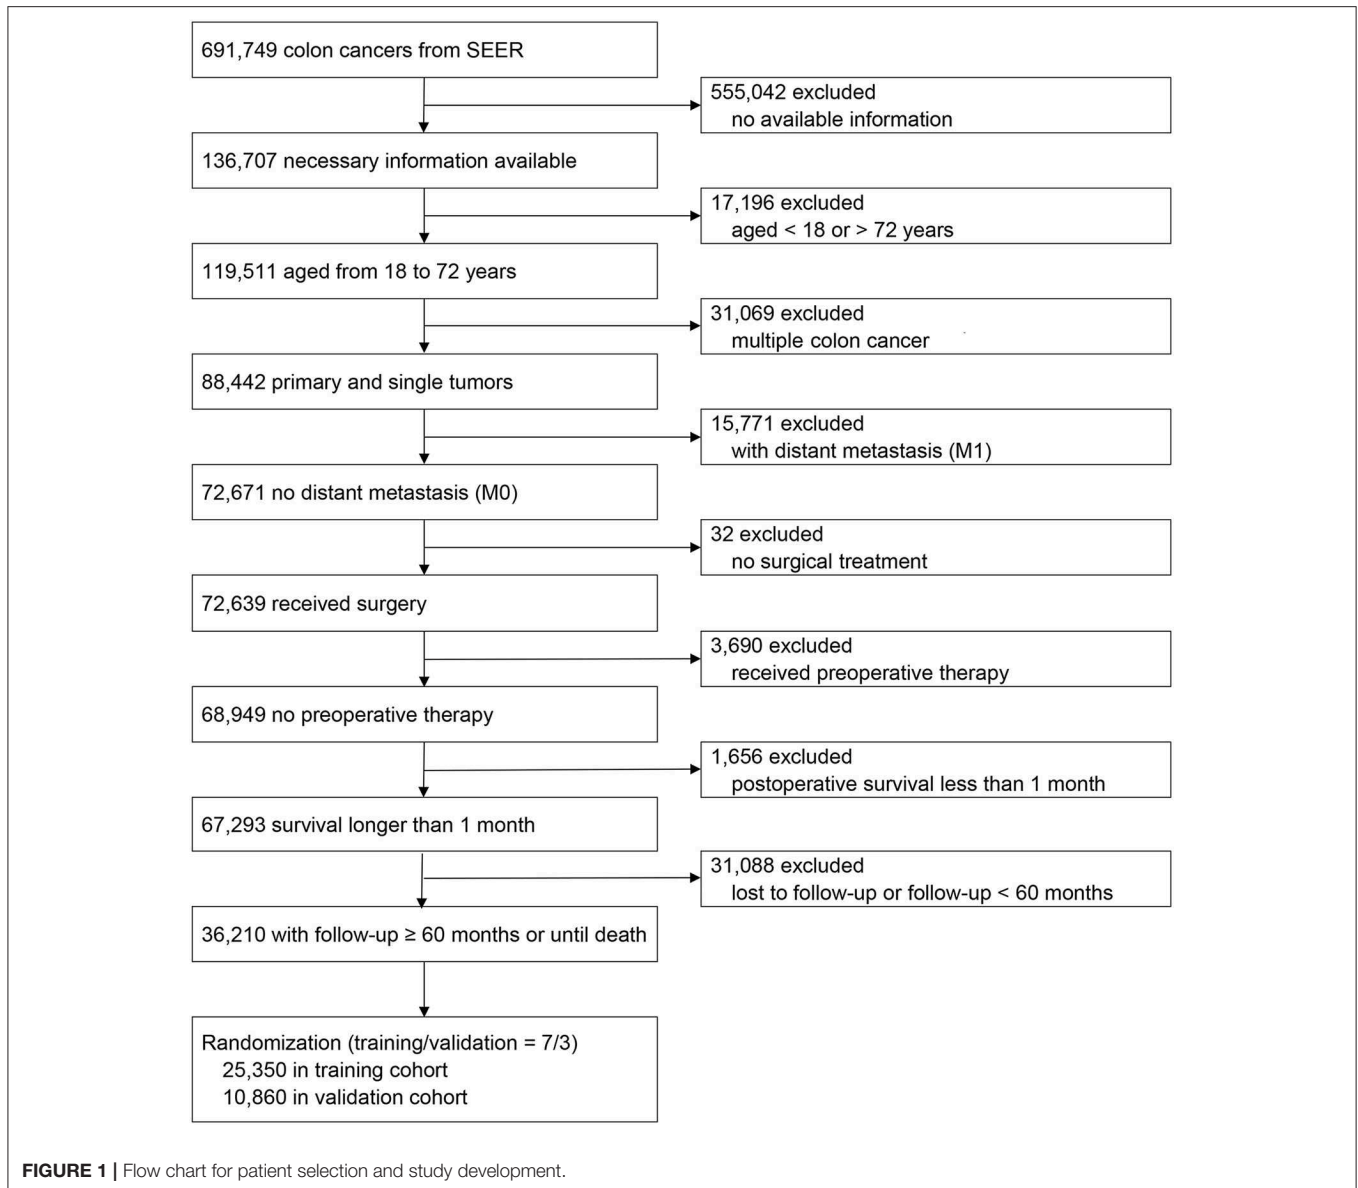 691,749 colon cancers from SEER
555,042 excluded
no available information
136,707 necessary information available
17,196 excluded
aged < 18 or > 72 years
119,511 aged from 18 to 72 years
31,069 excluded
multiple colon cancer
88,442 primary and single tumors
15,771 excluded
with distant metastasis (M1)
72,671 no distant metastasis (M0)
32 excluded
no surgical treatment
72,639 received surgery
3,690 excluded
received preoperative therapy
68,949 no preoperative therapy
1,656 excluded
postoperative survival less than 1 month
67,293 survival longer than 1 month
31,088 excluded
lost to follow-up or follow-up < 60 months
36,210 with follow-up ≥ 60 months or until death
Randomization (training/validation = 7/3)
25,350 in training cohort
10,860 in validation cohort
FIGURE 1 | Flow chart for patient selection and study development.